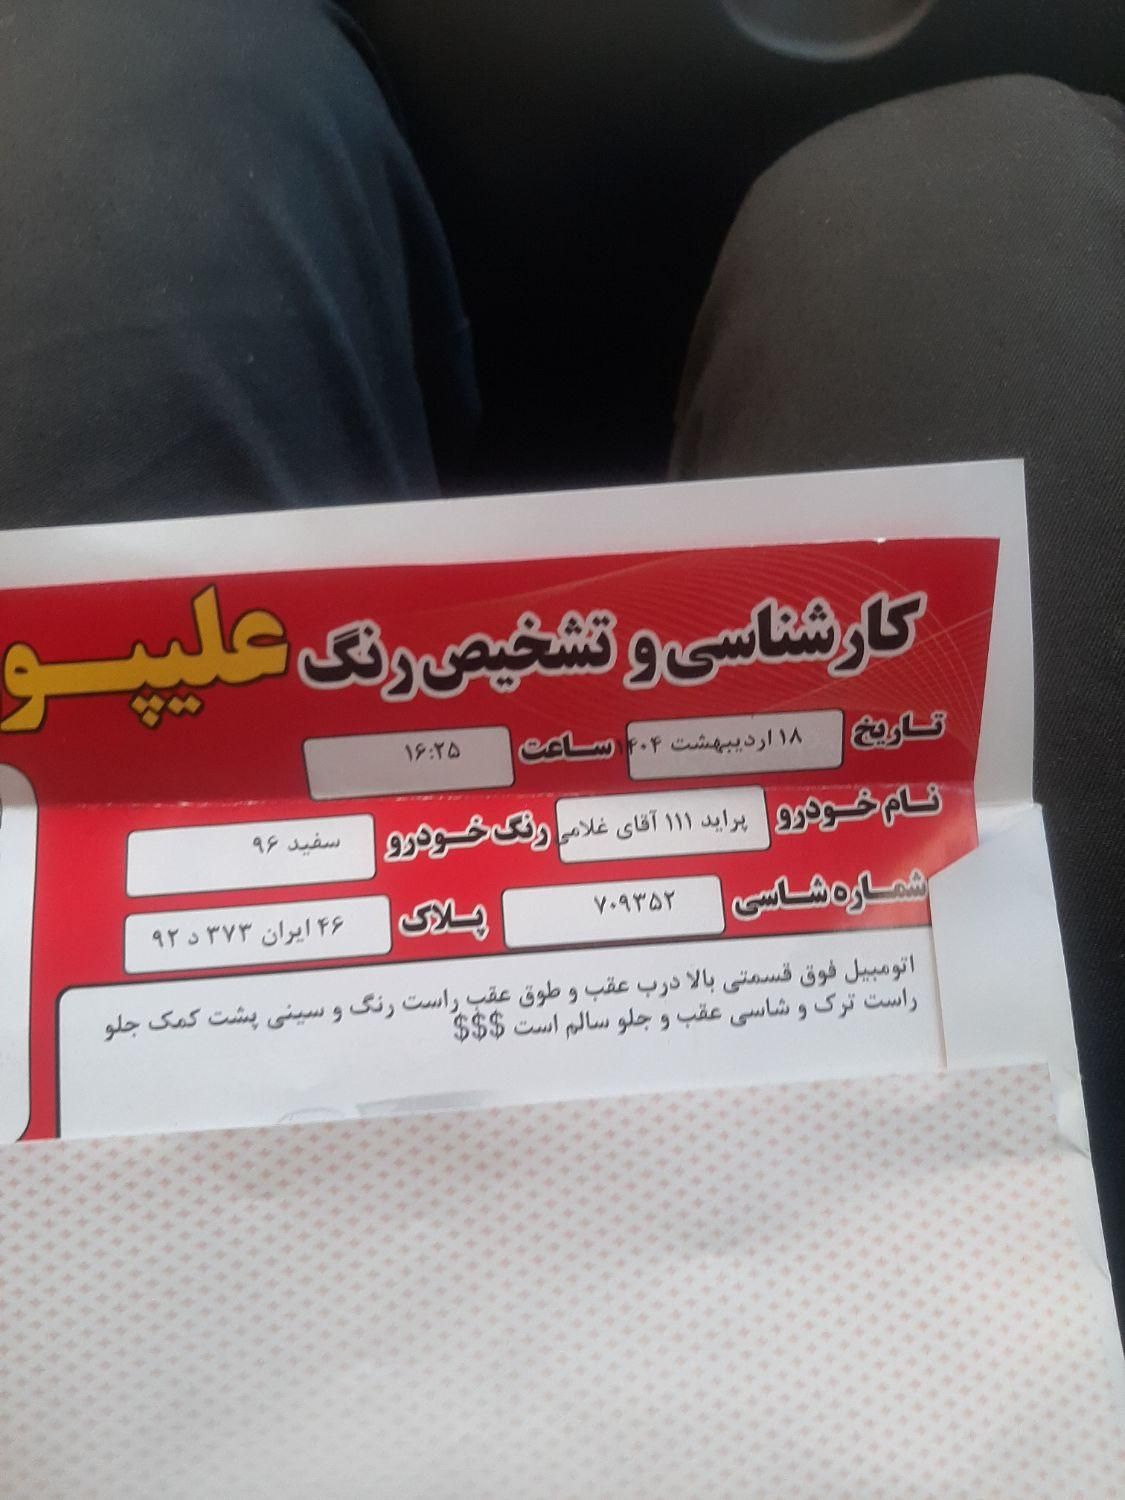 کارشناسی و تشخیص رنگ علیپو
تاریخ ۱۸ اردیبهشت ۱۴۰۴ ساعت ۱۶:۲۵
نام خودرو پراید ۱۱۱ آقای غلامی رنگ خودرو سفید ۹۶
شماره شاسی ۷۰۹۳۵۲ پلاک ۴۶ ایران ۳۷۳ د ۹۲
اتومبیل فوق قسمتی بالا درب عقب و طوق عقب راست رنگ و سینی پشت کمک جلو
راست ترک و شاسی عقب و جلو سالم است $$$